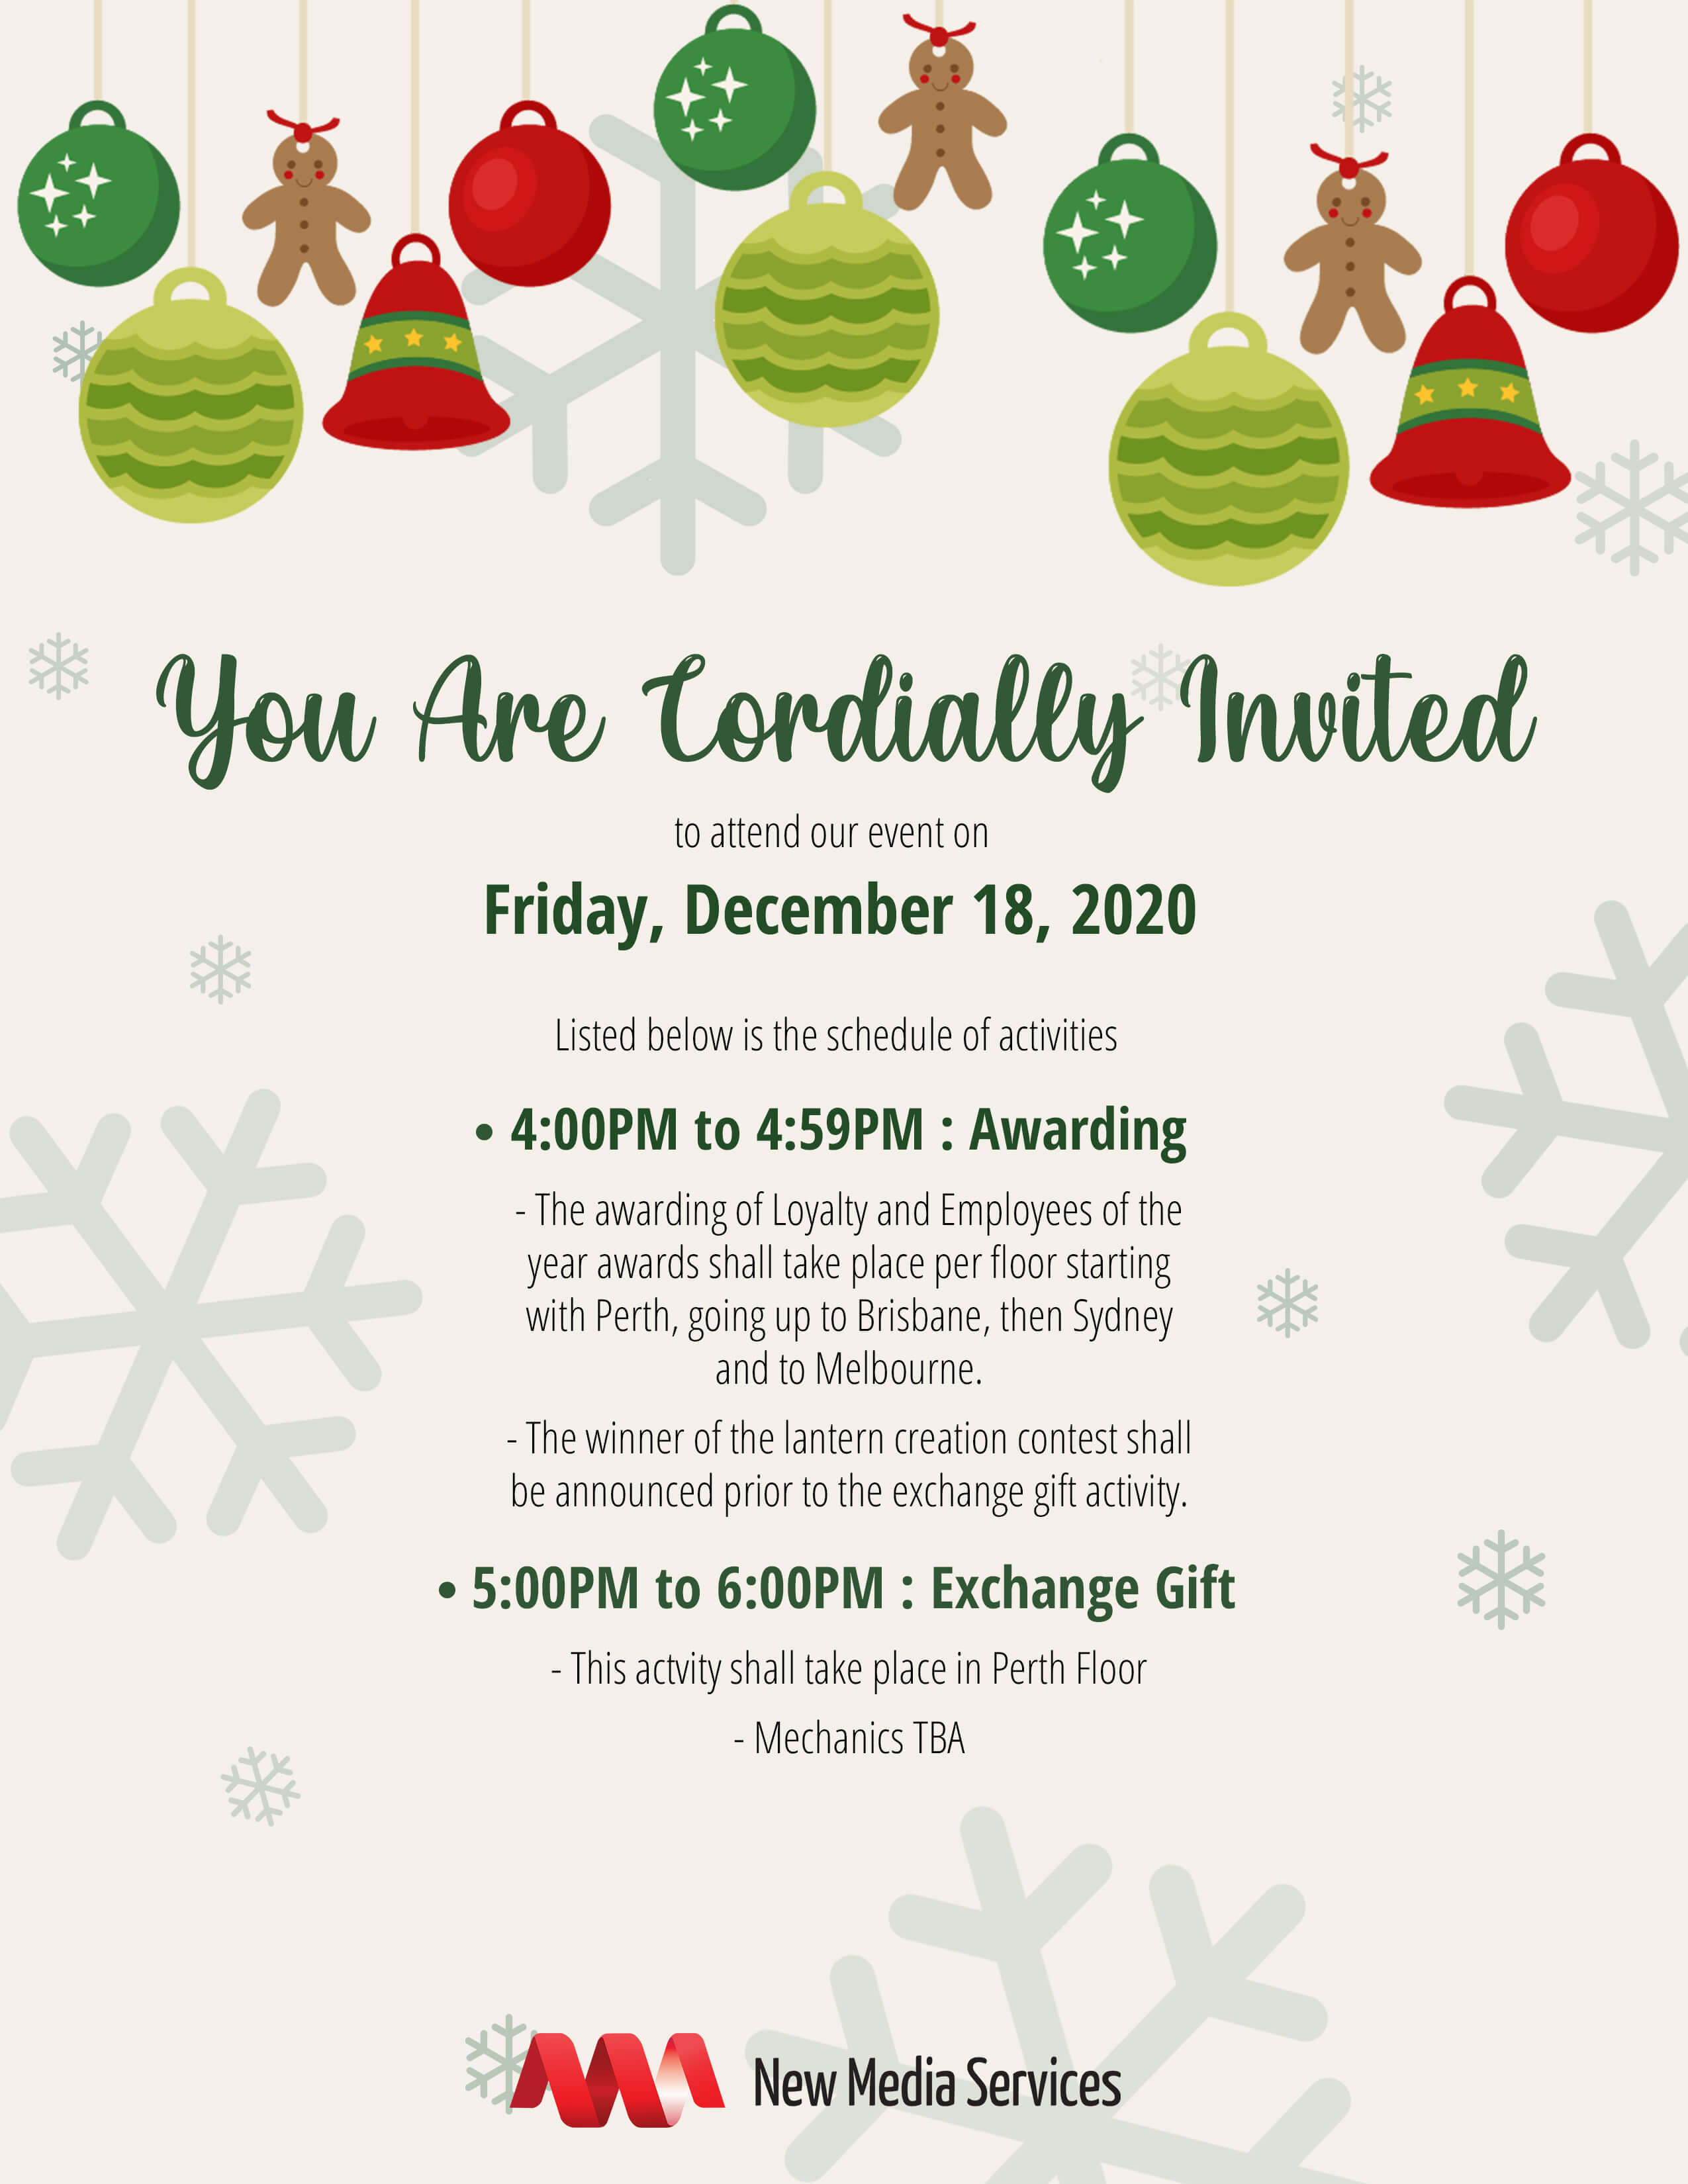 You Are Cordially Invited
to attend our event on
Friday, December 18, 2020
Listed below is the schedule of activities
• 4:00PM to 4:59PM : Awarding
- The awarding of Loyalty and Employees of the
year awards shall take place per floor starting
with Perth, going up to Brisbane, then Sydney
and to Melbourne.
- The winner of the lantern creation contest shall
be announced prior to the exchange gift activity.
• 5:00PM to 6:00PM : Exchange Gift
- This actvity shall take place in Perth Floor
- Mechanics TBA
New Media Services